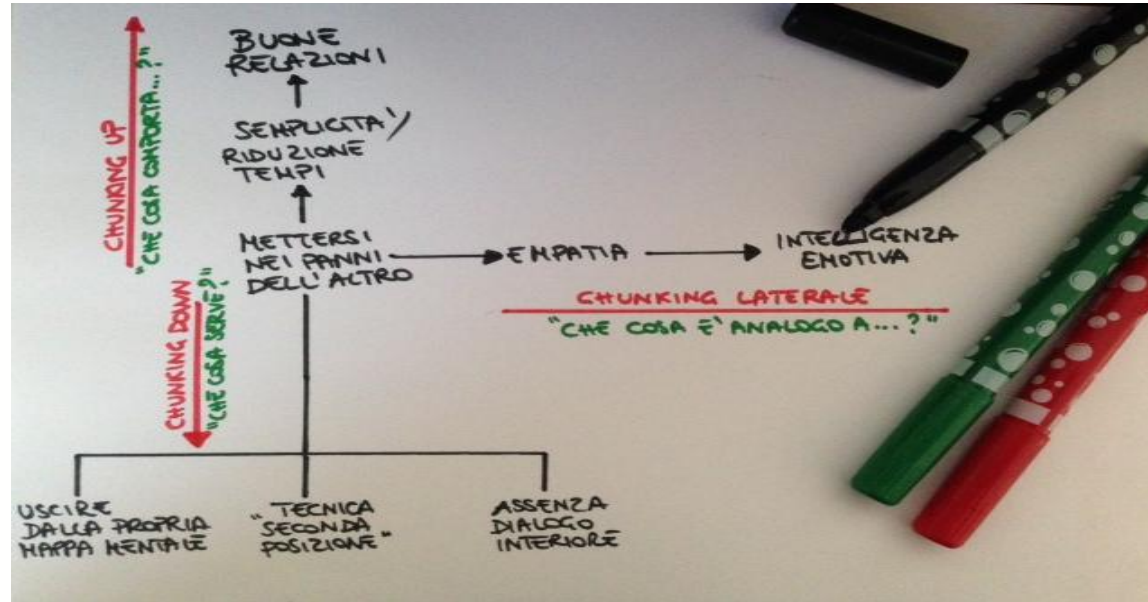 BUONE
RELAZIONI
SEMPLICITA'/
RIDUZIONE
TEMPI
CHUNKING UP
"CHE COSA COMPORTA...?"
METTERSI
NEI PANNI
DELL'ALTRO
EMPATIA
INTELLIGENZA
EMOTIVA
CHUNKING LATERALE
"CHE COSA E' ANALOGO A...?"
CHUNKING DOWN
"CHE COSA SERVE?"
USCIRE
DALLA PROPRIA
MAPPA MENTALE
"TECNICA
SECONDA
POSIZIONE"
ASSENZA
DIALOGO
INTERIORE